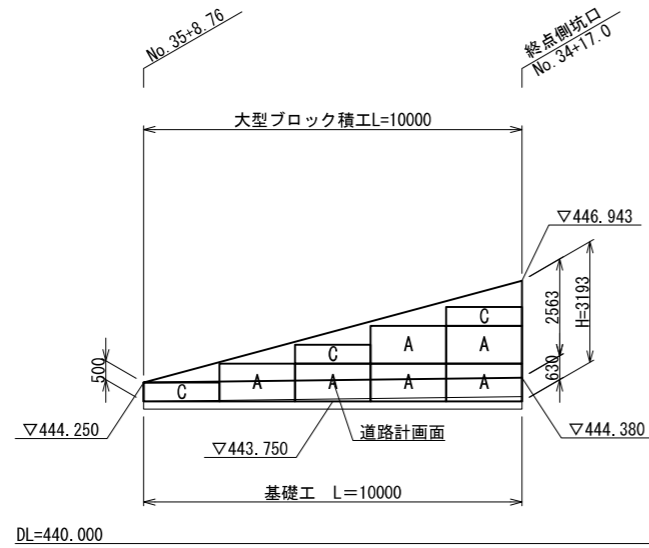 No.35+8.76
終点側坑口
No.34+17.0
大型ブロック積工L=10000
▽446.943
2563
H=3193
630
500
C
A
A
C
A
A
A
A
C
▽444.250
▽443.750
道路計画面
▽444.380
基礎工 L=10000
DL=440.000